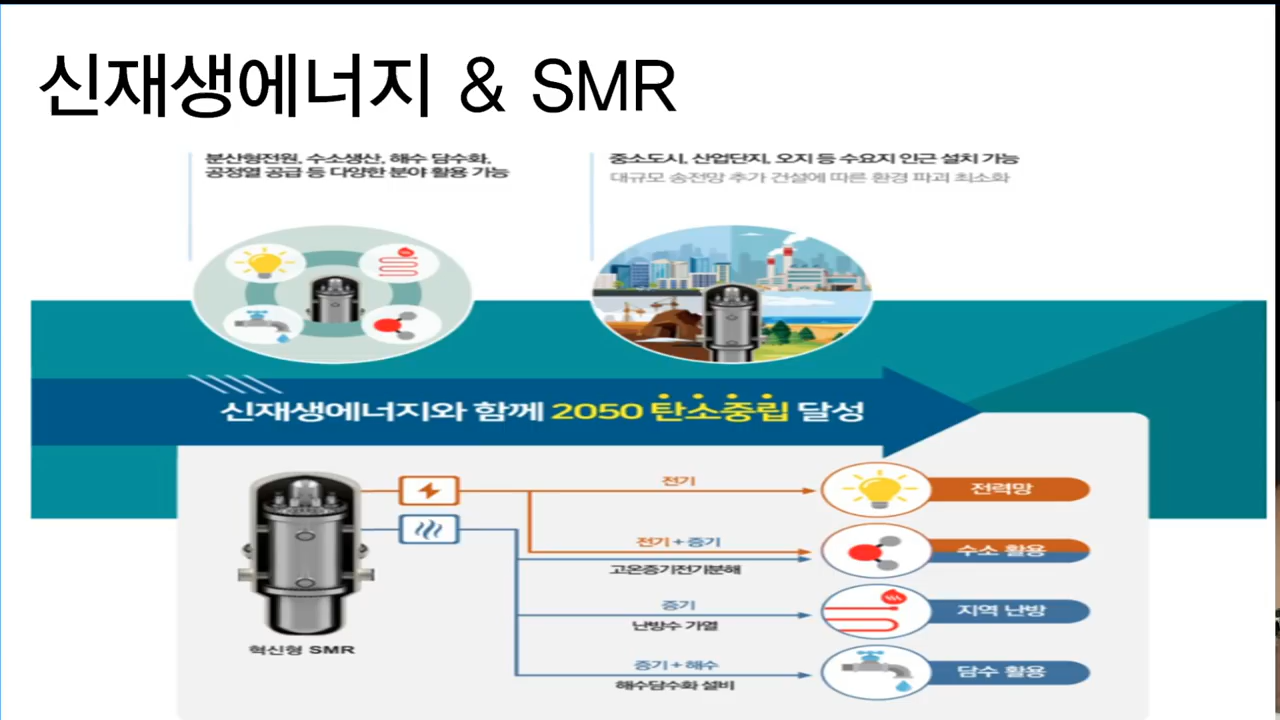 신재생에너지 & SMR
분산형전원, 수소생산, 해수 담수화,
공정열 공급 등 다양한 분야 활용 가능
중소도시, 산업단지, 오지 등 수요지 인근 설치 가능
대규모 송전망 추가 건설에 따른 환경 파괴 최소화
신재생에너지와 함께 2050 탄소중립 달성
혁신형 SMR
전기
전력망
전기 + 증기
고온증기전기분해
수소 활용
증기
난방수 가열
지역 난방
증기 + 해수
해수담수화 설비
담수 활용